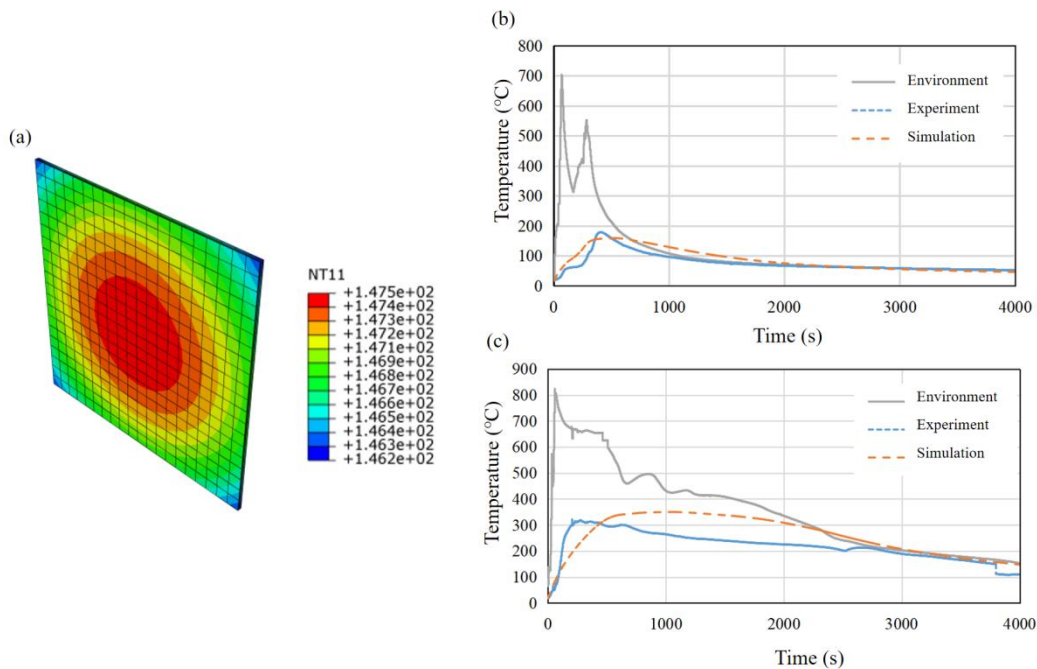 (a)
NT11
+1.475e+02
+1.474e+02
+1.473e+02
+1.472e+02
+1.471e+02
+1.469e+02
+1.468e+02
+1.467e+02
+1.466e+02
+1.465e+02
+1.464e+02
+1.463e+02
+1.462e+02
(b)
Temperature (°C)
800
700
600
500
400
300
200
100
0
Environment
Experiment
Simulation
0 1000 2000 3000 4000
Time (s)
(c)
Temperature (°C)
900
800
700
600
500
400
300
200
100
0
Environment
Experiment
Simulation
0 1000 2000 3000 4000
Time (s)